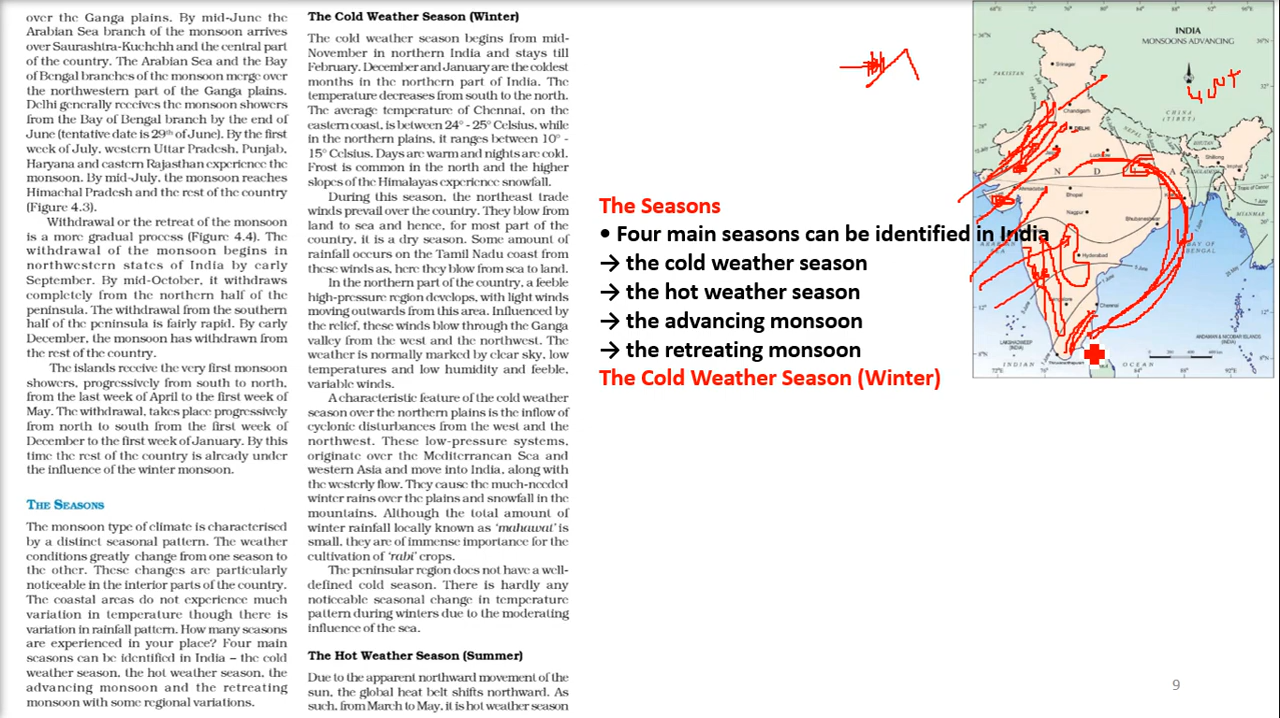 over the Ganga plains. By mid-June the
Arabian Sea branch of the monsoon arrives
over Saurashtra-Kuchchh and the central part
of the country. The Arabian Sea and the Bay
of Bengal branches of the monsoon merge over
the northwestern part of the Ganga plains.
Delhi generally receives the monsoon showers
from the Bay of Bengal branch by the end of
June (tentative date is 29th of June). By the first
week of July, western Uttar Pradesh, Punjab,
Haryana and eastern Rajasthan experience the
monsoon. By mid-July, the monsoon reaches
Himachal Pradesh and the rest of the country
(Figure 4.3).
Withdrawal or the retreat of the monsoon
is a more gradual process (Figure 4.4). The
withdrawal of the monsoon begins in
northwestern states of India by early
September. By mid-October, it withdraws
completely from the northern half of the
peninsula. The withdrawal from the southern
half of the peninsula is fairly rapid. By early
December, the monsoon has withdrawn from
the rest of the country.
The islands receive the very first monsoon
showers, progressively from south to north,
from the last week of April to the first week of
May. The withdrawal, takes place progressively
from north to south from the first week of
December to the first week of January. By this
time the rest of the country is already under
the influence of the winter monsoon.
THE SEASONS
The monsoon type of climate is characterised
by a distinct seasonal pattern. The weather
conditions greatly change from one season to
the other. These changes are particularly
noticeable in the interior parts of the country.
The coastal areas do not experience much
variation in temperature though there is
variation in rainfall pattern. How many seasons
are experienced in your place? Four main
seasons can be identified in India – the cold
weather season, the hot weather season, the
advancing monsoon and the retreating
monsoon with some regional variations.
The Cold Weather Season (Winter)
The cold weather season begins from mid-
November in northern India and stays till
February. December and January are the coldest
months in the northern part of India. The
temperature decreases from south to the north.
The average temperature of Chennai, on the
eastern coast, is between 24° - 25° Celsius, while
in the northern plains, it ranges between 10° -
15° Celsius. Days are warm and nights are cold.
Frost is common in the north and the higher
slopes of the Himalayas experience snowfall.
During this season, the northeast trade
winds prevail over the country. They blow from
land to sea and hence, for most part of the
country, it is a dry season. Some amount of
rainfall occurs on the Tamil Nadu coast from
these winds as, here they blow from sea to land.
In the northern part of the country, a feeble
high-pressure region develops, with light winds
moving outwards from this area. Influenced by
the relief, these winds blow through the Ganga
valley from the west and the northwest. The
weather is normally marked by clear sky, low
temperatures and low humidity and feeble,
variable winds.
A characteristic feature of the cold weather
season over the northern plains is the inflow of
cyclonic disturbances from the west and the
northwest. These low-pressure systems,
originate over the Mediterranean Sea and
western Asia and move into India, along with
the westerly flow. They cause the much-needed
winter rains over the plains and snowfall in the
mountains. Although the total amount of
winter rainfall locally known as ‘mahawat’ is
small, they are of immense importance for the
cultivation of ‘rabi’ crops.
The peninsular region does not have a well-
defined cold season. There is hardly any
noticeable seasonal change in temperature
pattern during winters due to the moderating
influence of the sea.
The Hot Weather Season (Summer)
Due to the apparent northward movement of the
sun, the global heat belt shifts northward. As
such, from March to May, it is hot weather season
The Seasons
• Four main seasons can be identified in India
→ the cold weather season
→ the hot weather season
→ the advancing monsoon
→ the retreating monsoon
The Cold Weather Season (Winter)
INDIA
MONSOONS ADVANCING
Srinagar
PAKISTAN
Chandigarh
DELHI
CHINA
(TIBET)
NEPAL
BHUTAN
Shillong
BANGLADESH
MYANMAR
Bhopal
Nagpur
Bhubaneshwar
Hyderabad
BAY OF
BENGAL
Chennai
LAKSHADWEEP
(INDIA)
ANDAMAN & NICOBAR ISLANDS
(INDIA)
INDIAN
OCEAN
9